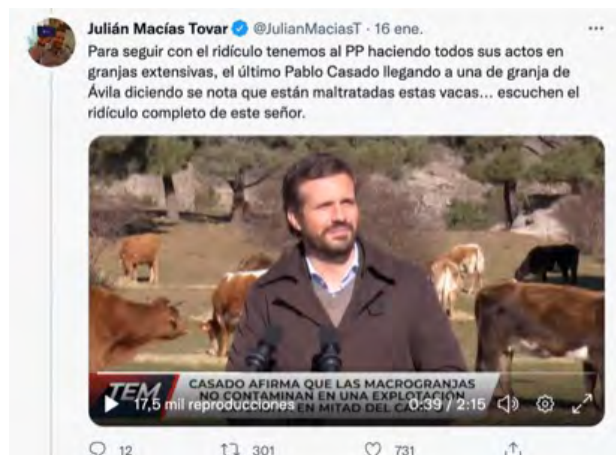 Julián Macías Tovar @JulianMaciasT · 16 ene.
Para seguir con el ridículo tenemos al PP haciendo todos sus actos en
granjas extensivas, el último Pablo Casado llegando a una de granja de
Ávila diciendo se nota que están maltratadas estas vacas... escuchen el
ridículo completo de este señor.
TEM
CASADO AFIRMA QUE LAS MACROGRANJAS
NO CONTAMINAN EN UNA EXPLOTACIÓN
EN MITAD DEL
17,5 mil reproducciones
0:39 / 2:15
12 301 731